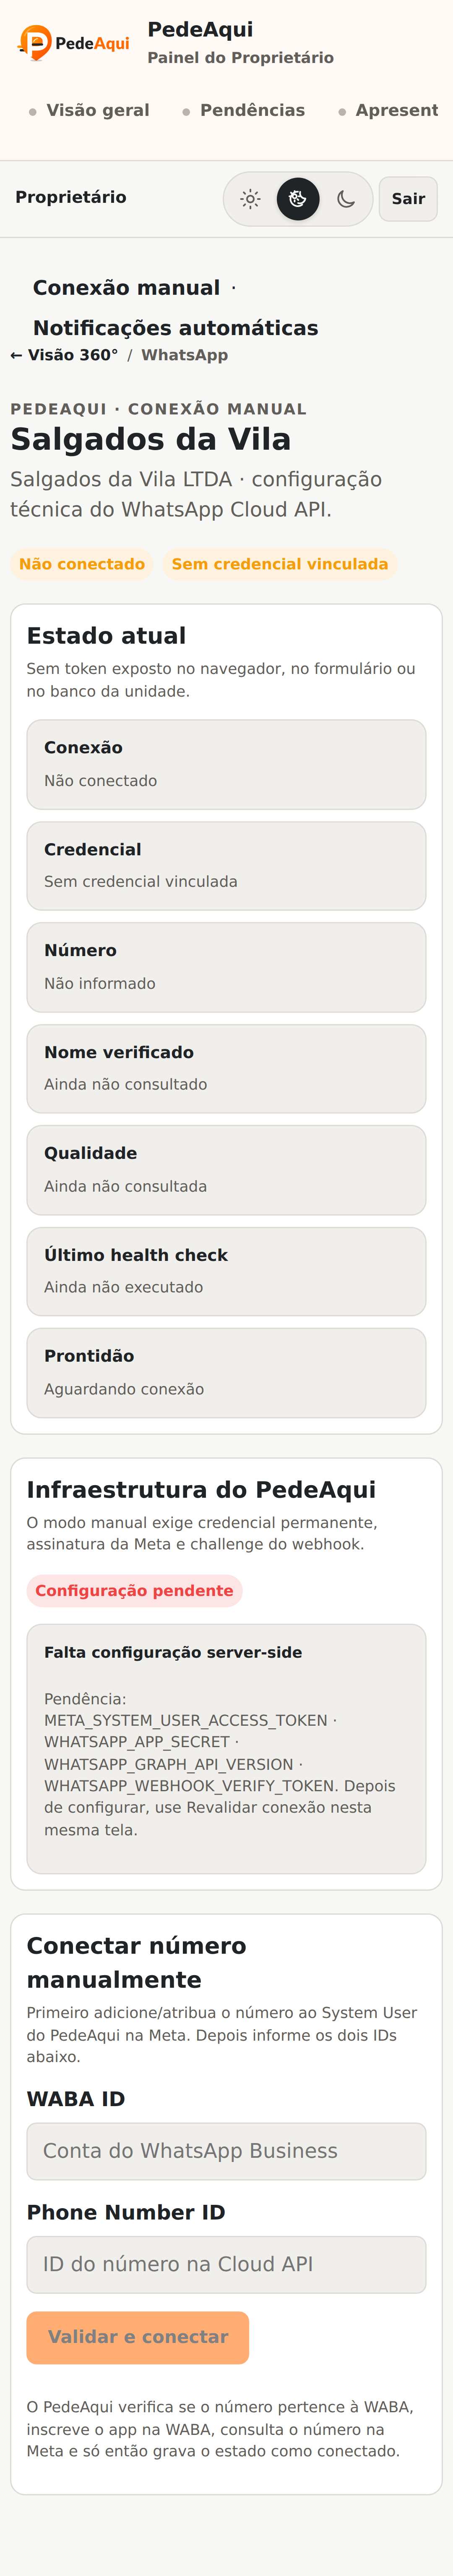 PedeAqui
PedeAqui
Painel do Proprietário
Visão geral
Pendências
Apresent
Proprietário
Sair
Conexão manual ·
Notificações automáticas
← Visão 360° / WhatsApp
PEDEAQUI · CONEXÃO MANUAL
Salgados da Vila
Salgados da Vila LTDA · configuração
técnica do WhatsApp Cloud API.
Não conectado
Sem credencial vinculada
Estado atual
Sem token exposto no navegador, no formulário ou
no banco da unidade.
Conexão
Não conectado
Credencial
Sem credencial vinculada
Número
Não informado
Nome verificado
Ainda não consultado
Qualidade
Ainda não consultada
Último health check
Ainda não executado
Prontidão
Aguardando conexão
Infraestrutura do PedeAqui
O modo manual exige credencial permanente,
assinatura da Meta e challenge do webhook.
Configuração pendente
Falta configuração server-side
Pendência:
META_SYSTEM_USER_ACCESS_TOKEN ·
WHATSAPP_APP_SECRET ·
WHATSAPP_GRAPH_API_VERSION ·
WHATSAPP_WEBHOOK_VERIFY_TOKEN. Depois
de configurar, use Revalidar conexão nesta
mesma tela.
Conectar número
manualmente
Primeiro adicione/atribua o número ao System User
do PedeAqui na Meta. Depois informe os dois IDs
abaixo.
WABA ID
Conta do WhatsApp Business
Phone Number ID
ID do número na Cloud API
Validar e conectar
O PedeAqui verifica se o número pertence à WABA,
inscreve o app na WABA, consulta o número na
Meta e só então grava o estado como conectado.